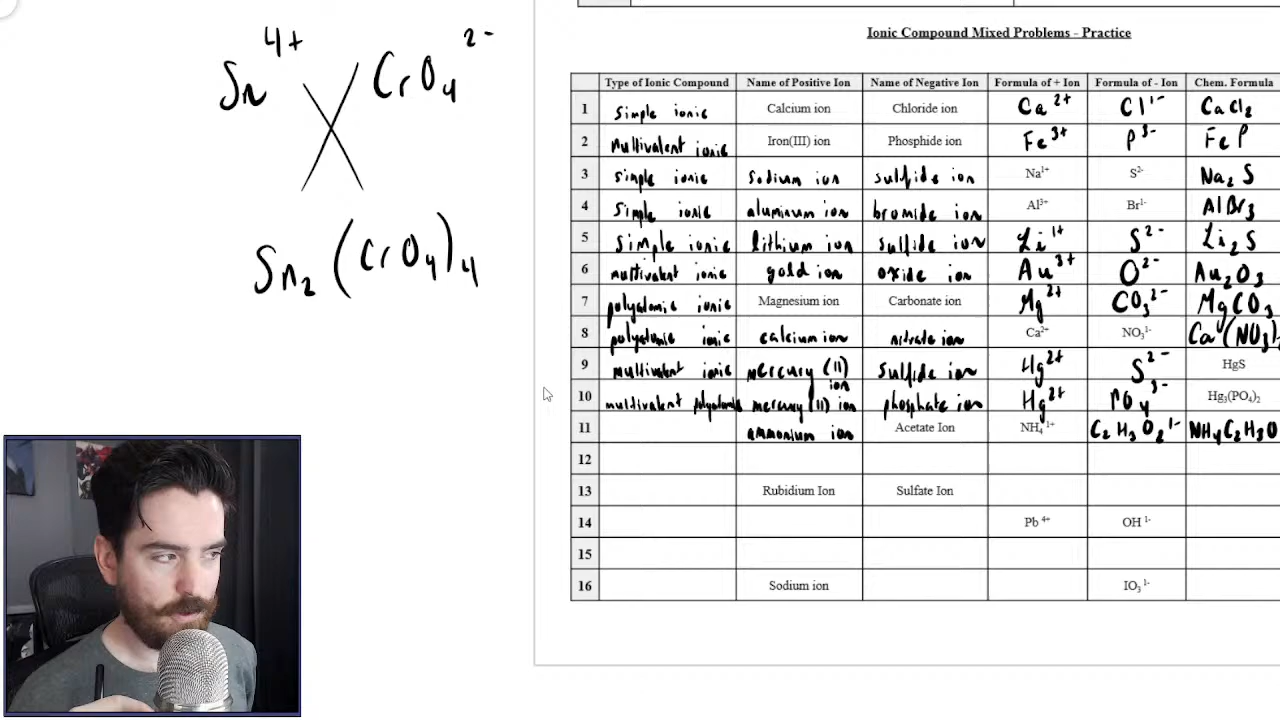 Sn 4+ CrO4 2-
Sn2 (CrO4)4
Ionic Compound Mixed Problems - Practice
Type of Ionic Compound Name of Positive Ion Name of Negative Ion Formula of + Ion Formula of - Ion Chem. Formula
1 simple ionic Calcium ion Chloride ion Ca2+ Cl1- CaCl2
2 multivalent ionic Iron(III) ion Phosphide ion Fe3+ P3- FeP
3 simple ionic sodium ion sulfide ion Na1+ S2- Na2S
4 simple ionic aluminum ion bromide ion Al3+ Br1- AlBr3
5 simple ionic lithium ion sulfide ion Li1+ S2- Li2S
6 multivalent ionic gold ion oxide ion Au3+ O2- Au2O3
7 polyatomic ionic Magnesium ion Carbonate ion Mg2+ CO32- MgCO3
8 polyatomic ionic calcium ion nitrate ion Ca2+ NO31- Ca(NO3)2
9 multivalent ionic mercury (II) ion sulfide ion Hg2+ S2- HgS
10 multivalent polyatomic mercury (II) ion phosphate ion Hg2+ PO43- Hg3(PO4)2
11 ammonium ion Acetate Ion NH41+ C2H3O21- NH4C2H3O
12
13 Rubidium Ion Sulfate Ion
14 Pb4+ OH1-
15
16 Sodium ion IO31-